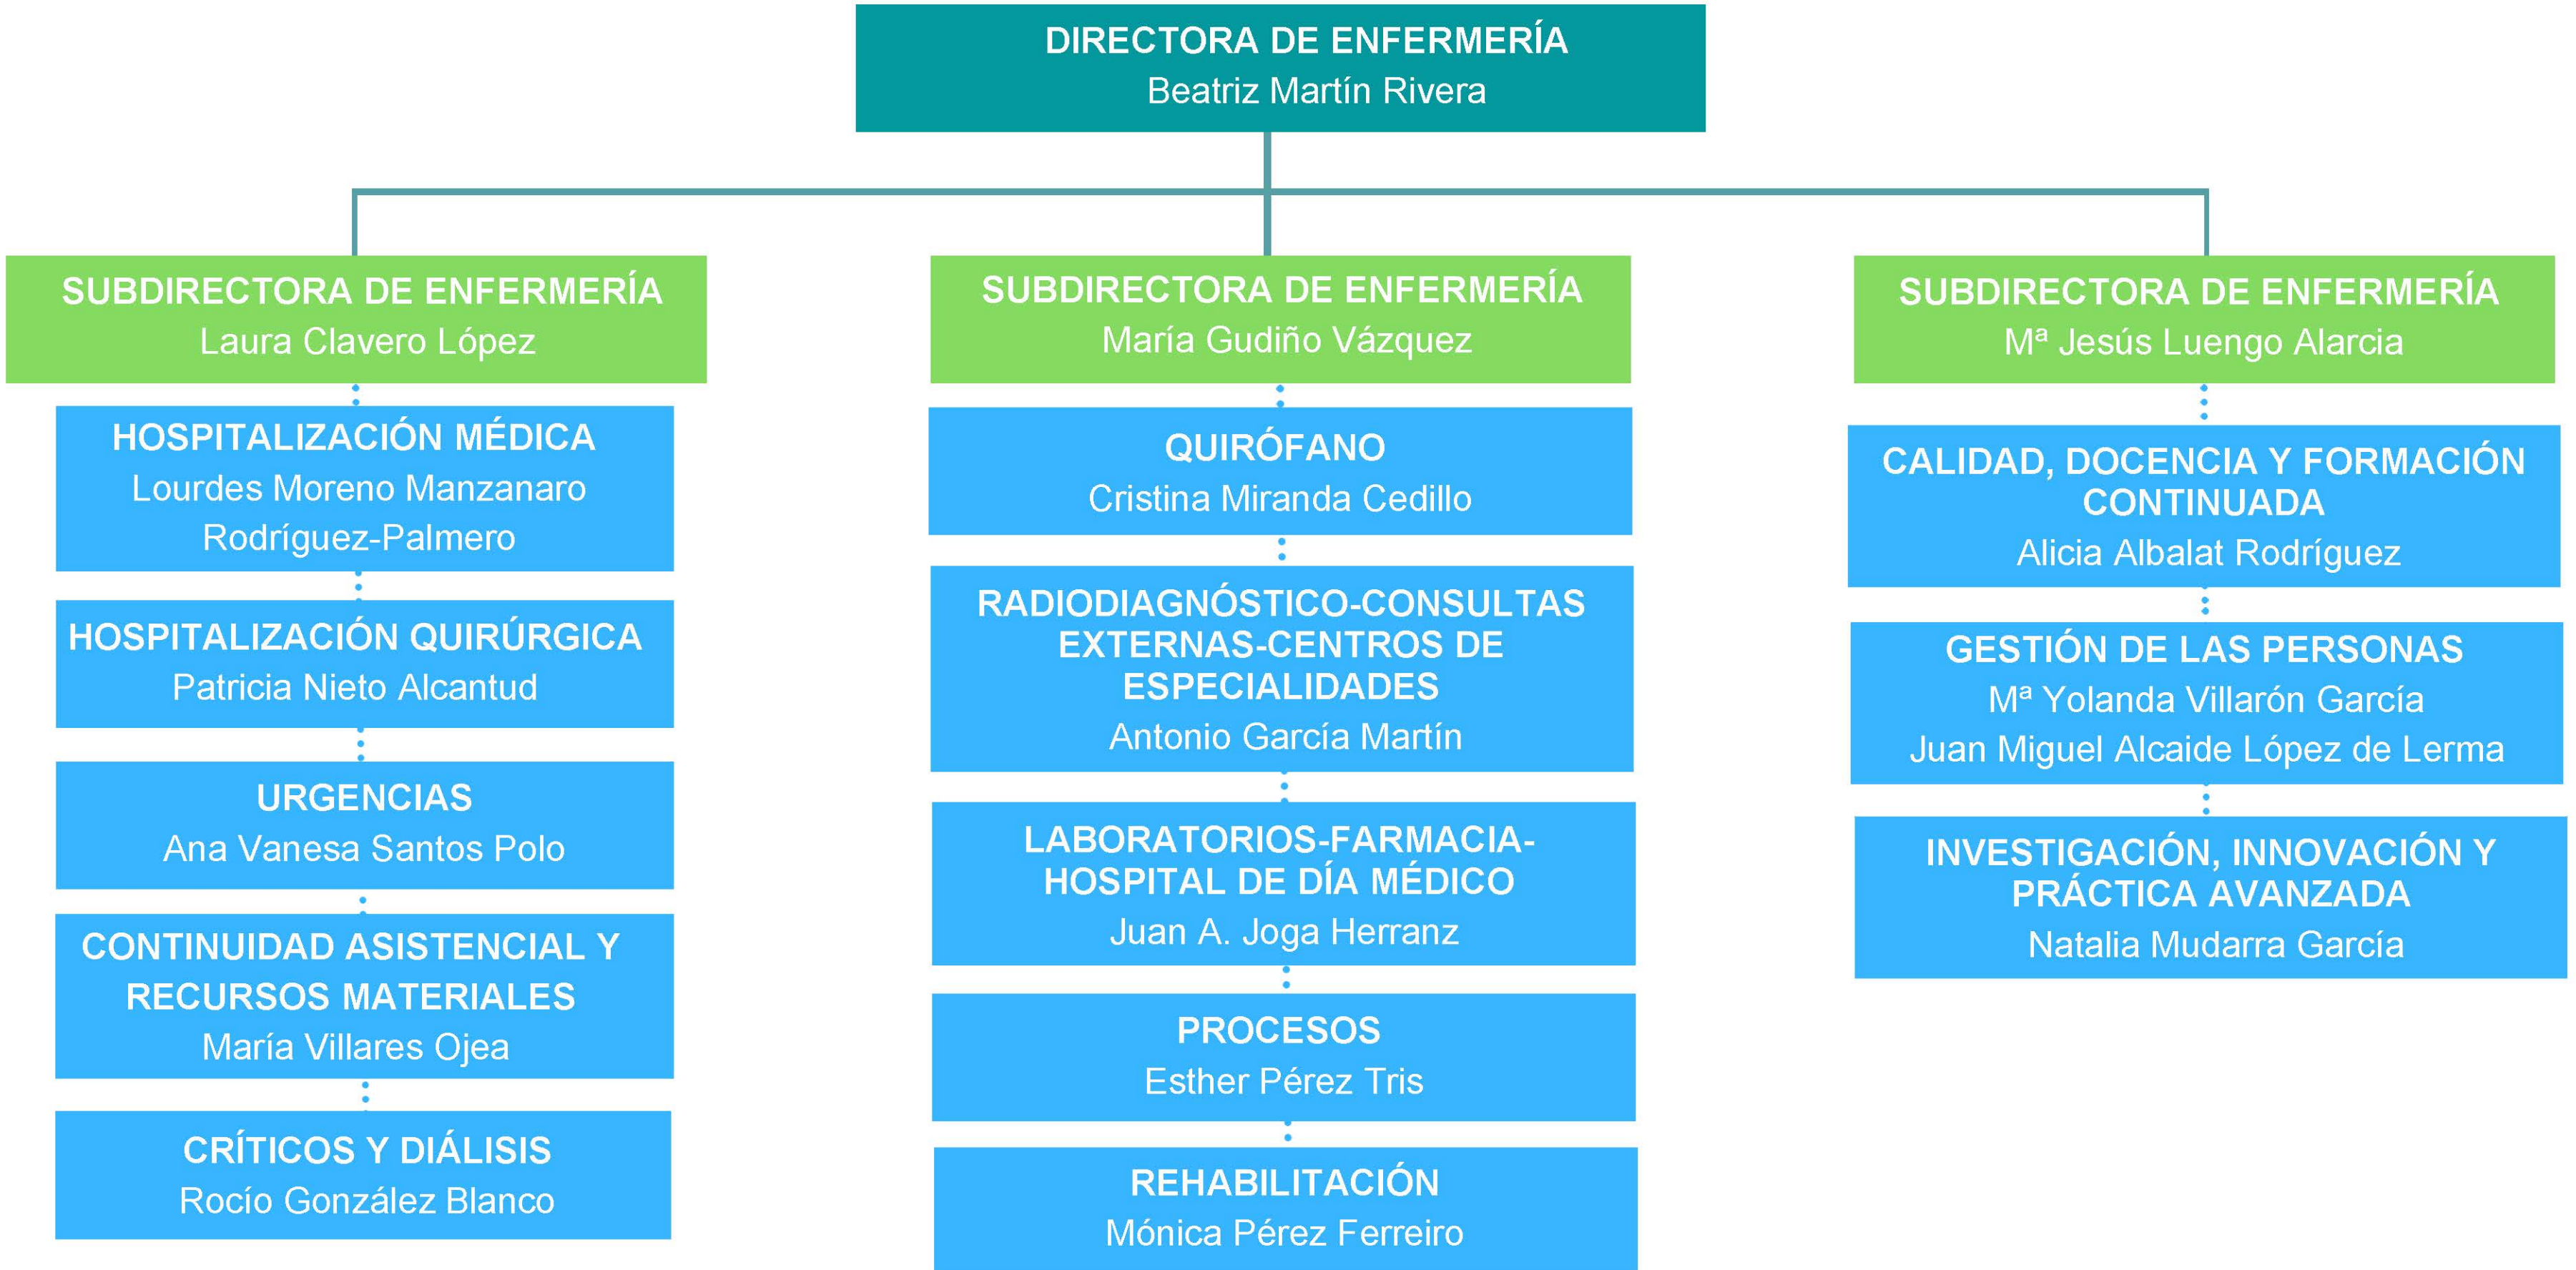 DIRECTORA DE ENFERMERÍA
Beatriz Martín Rivera
SUBDIRECTORA DE ENFERMERÍA
Laura Clavero López
HOSPITALIZACIÓN MÉDICA
Lourdes Moreno Manzanaro
Rodríguez-Palmero
HOSPITALIZACIÓN QUIRÚRGICA
Patricia Nieto Alcantud
URGENCIAS
Ana Vanesa Santos Polo
CONTINUIDAD ASISTENCIAL Y
RECURSOS MATERIALES
María Villares Ojea
CRÍTICOS Y DIÁLISIS
Rocío González Blanco
SUBDIRECTORA DE ENFERMERÍA
María Gudiño Vázquez
QUIRÓFANO
Cristina Miranda Cedillo
RADIODIAGNÓSTICO-CONSULTAS
EXTERNAS-CENTROS DE
ESPECIALIDADES
Antonio García Martín
LABORATORIOS-FARMACIA-
HOSPITAL DE DÍA MÉDICO
Juan A. Joga Herranz
PROCESOS
Esther Pérez Tris
REHABILITACIÓN
Mónica Pérez Ferreiro
SUBDIRECTORA DE ENFERMERÍA
Mª Jesús Luengo Alarcia
CALIDAD, DOCENCIA Y FORMACIÓN
CONTINUADA
Alicia Albalat Rodríguez
GESTIÓN DE LAS PERSONAS
Mª Yolanda Villarón García
Juan Miguel Alcaide López de Lerma
INVESTIGACIÓN, INNOVACIÓN Y
PRÁCTICA AVANZADA
Natalia Mudarra García